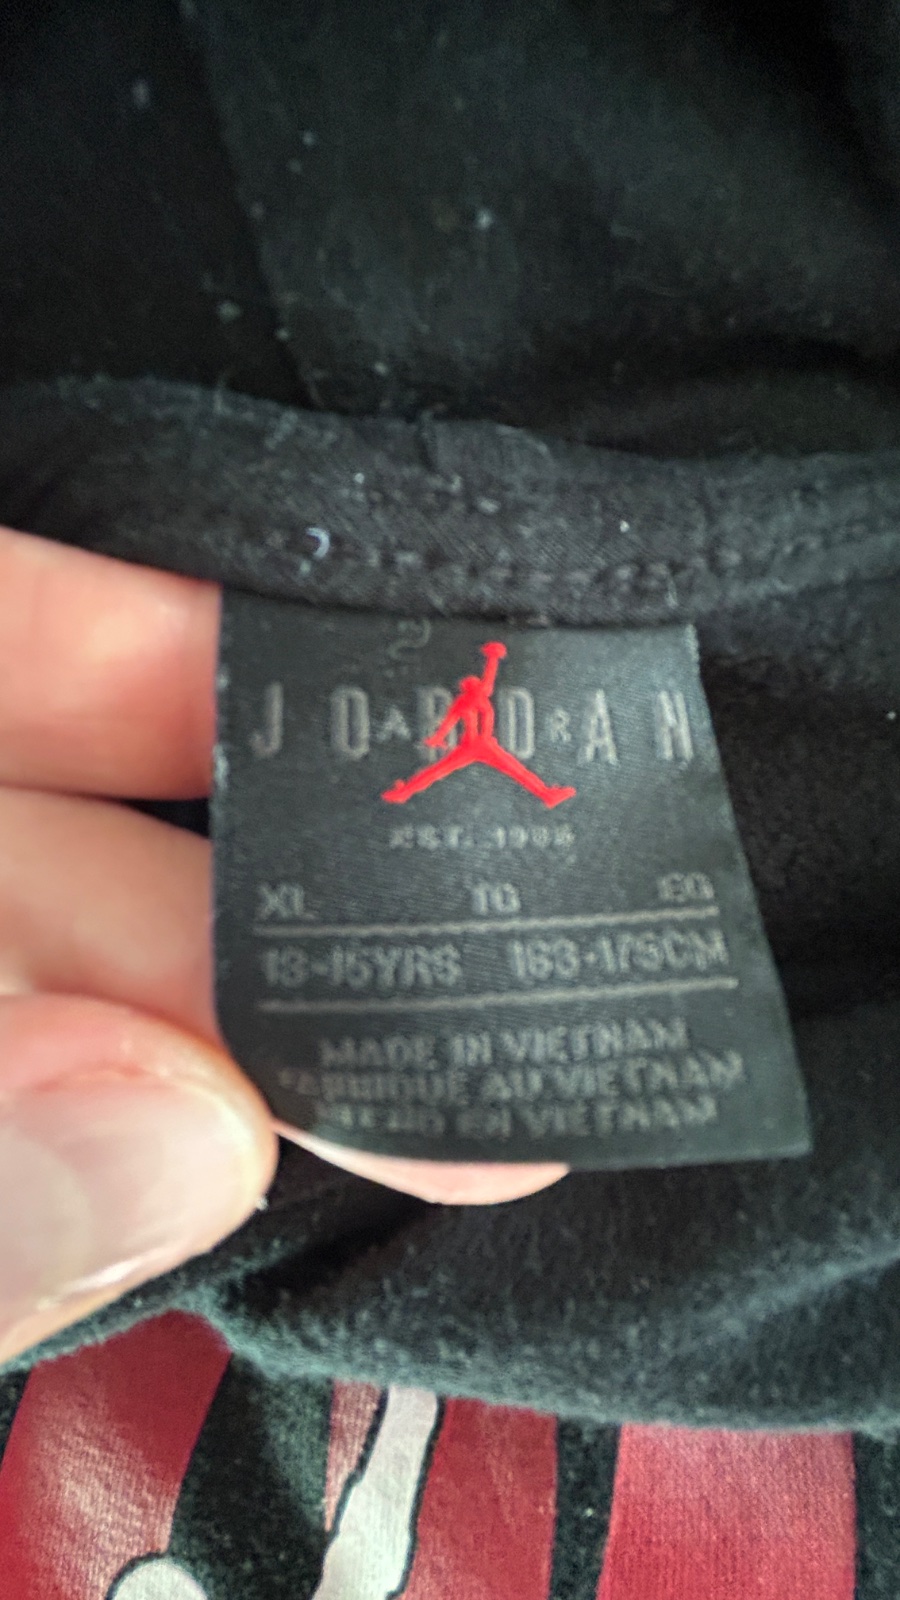 JORDAN
AIR
EST. 1985
XL TG EG
13-15YRS 163-175CM
MADE IN VIETNAM
FABRIQUÉ AU VIETNAM
HECHO EN VIETNAM